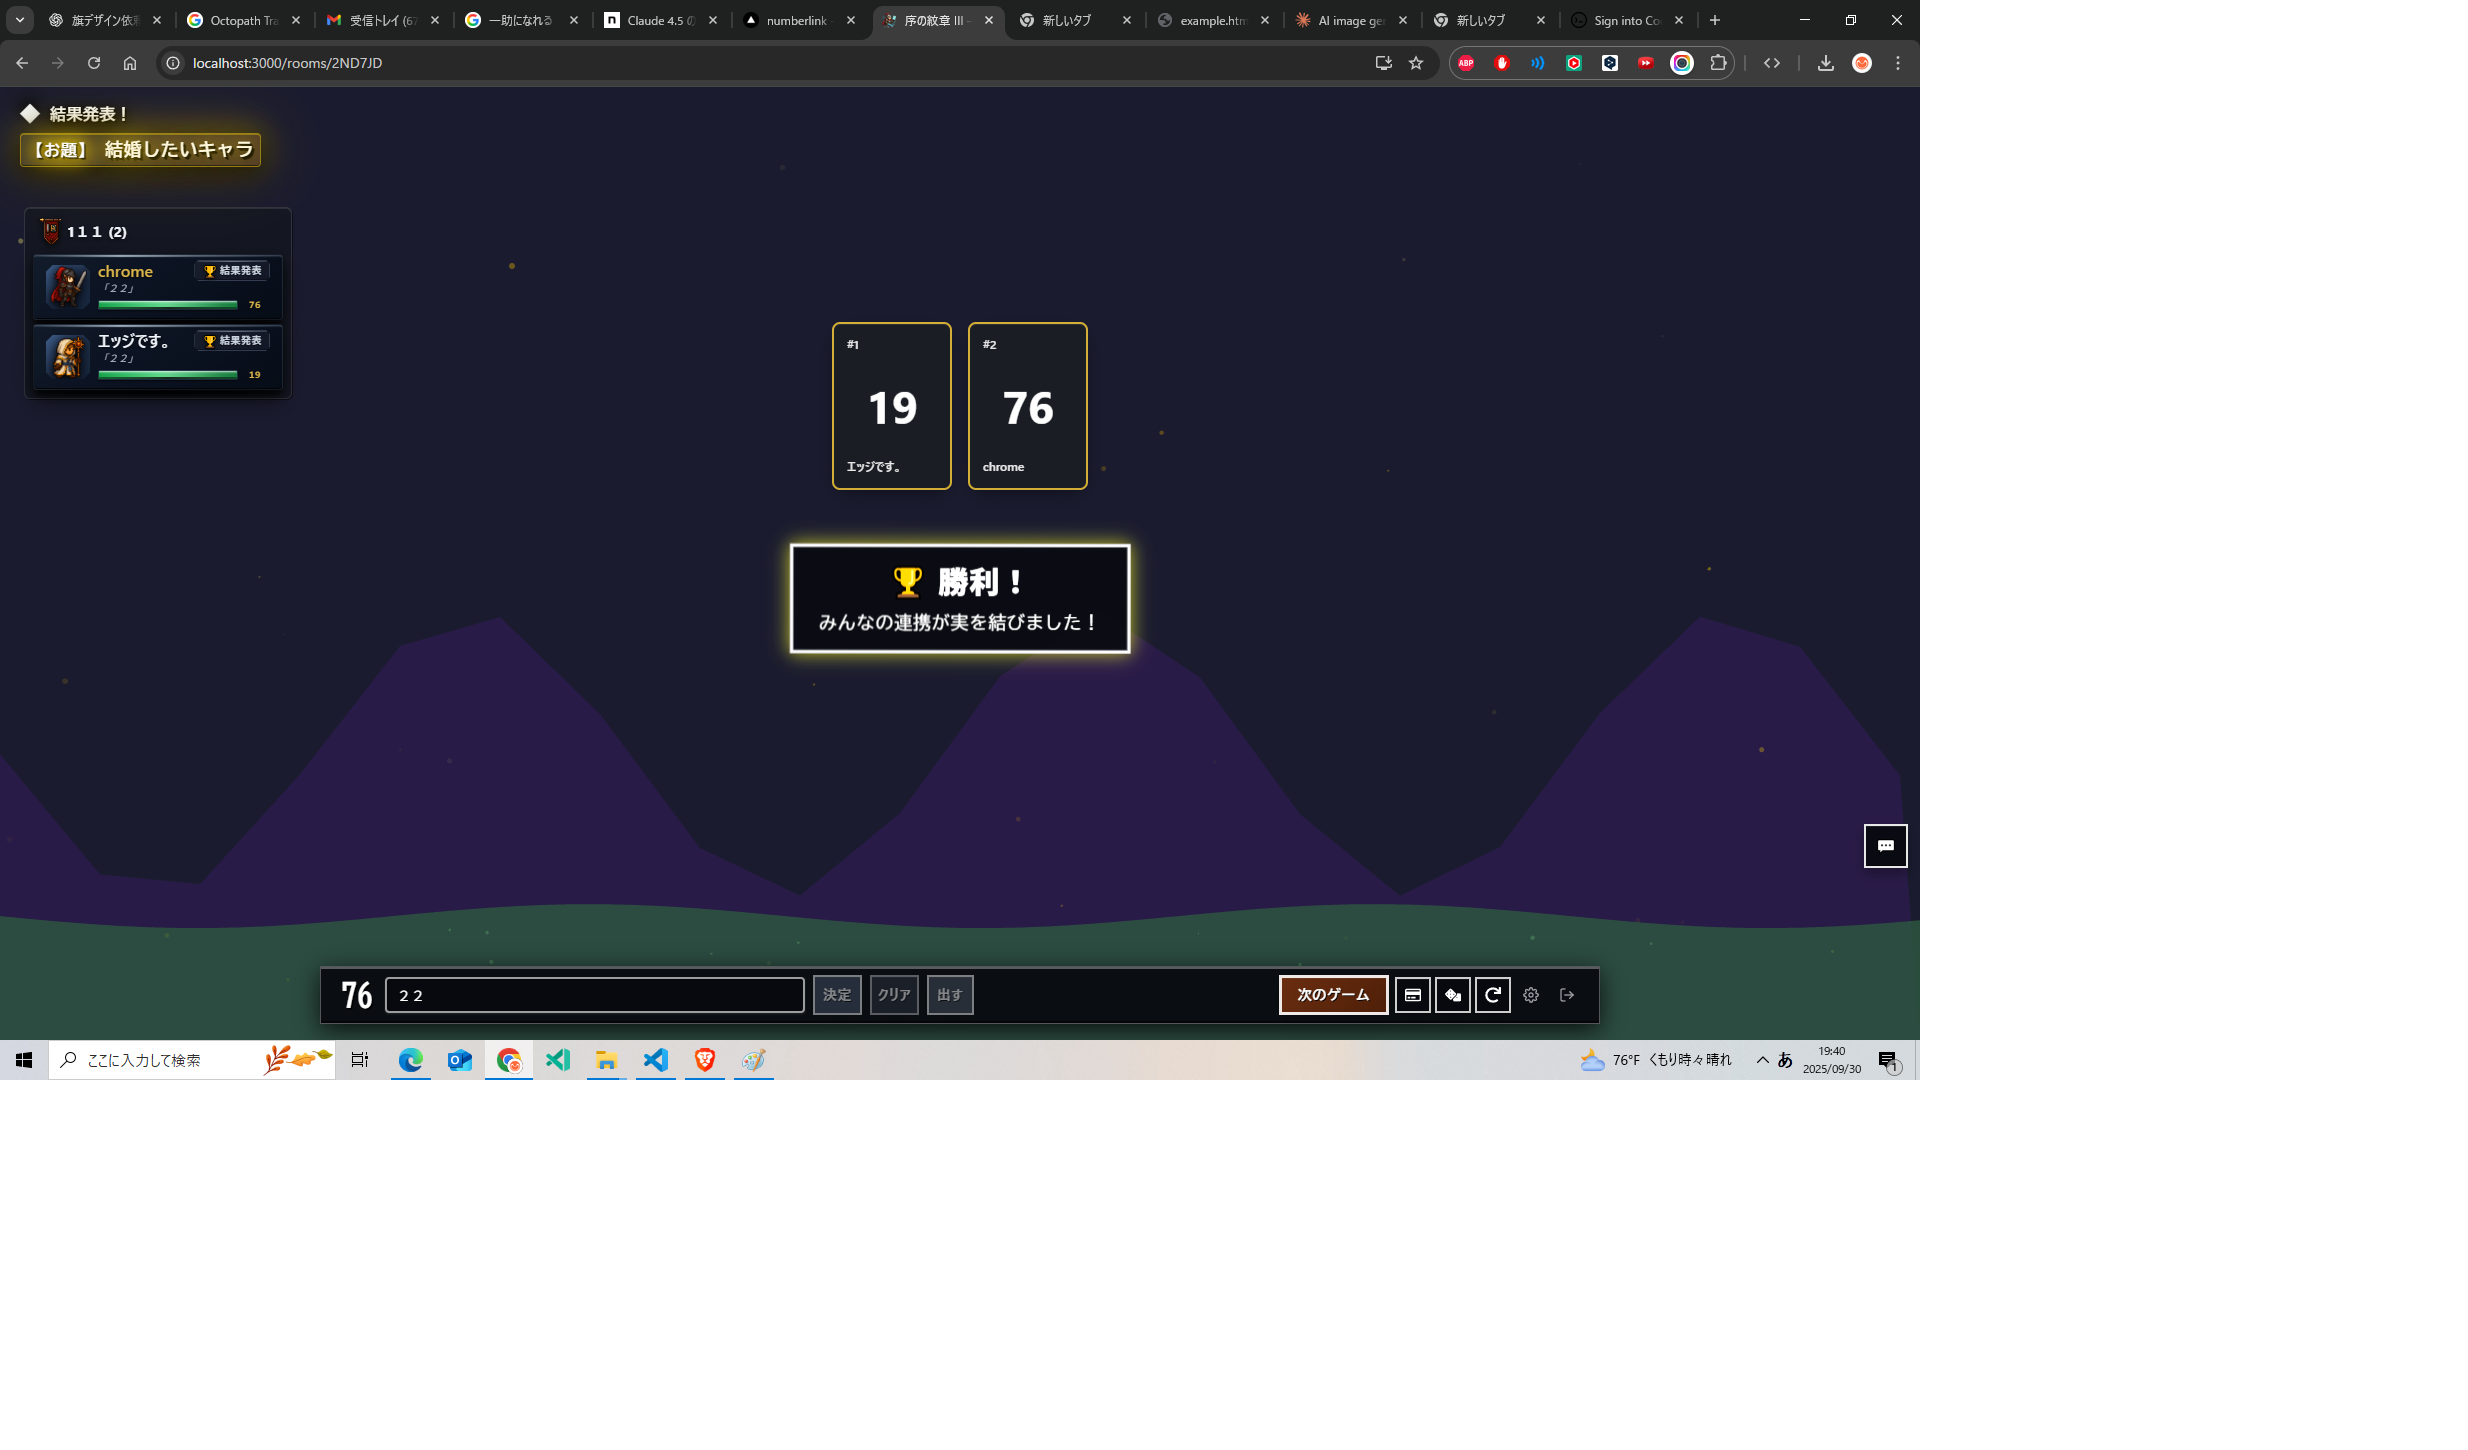 旗デザイン依頼
Octopath Tra
受信トレイ (67
一助になれる
Claude 4.5 の
numberlink -
序の紋章 III -
新しいタブ
example.htm
AI image gen
新しいタブ
Sign into Co
localhost:3000/rooms/2ND7JD
ABP
結果発表！
【お題】 結婚したいキャラ
1１１ (2)
chrome
結果発表
「２２」
76
エッジです。
結果発表
「２２」
19
#1
19
エッジです。
#2
76
chrome
勝利！
みんなの連携が実を結びました！
76
２２
決定
クリア
出す
次のゲーム
ここに入力して検索
76°F くもり時々晴れ
あ
19:40
2025/09/30
1